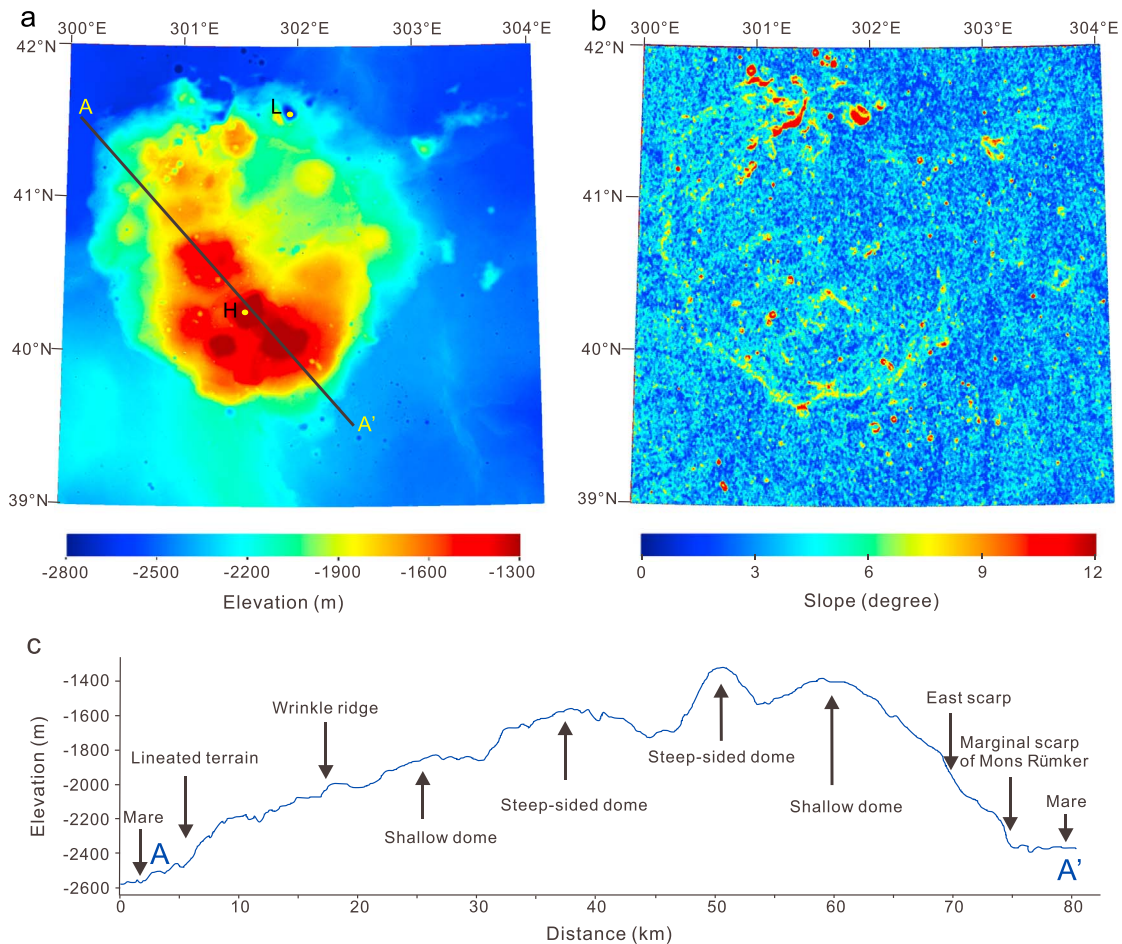 a
300°E 301°E 302°E 303°E 304°E
42°N
41°N
40°N
39°N
A
L
H
A'
-2800 -2500 -2200 -1900 -1600 -1300
Elevation (m)
b
300°E 301°E 302°E 303°E 304°E
42°N
41°N
40°N
39°N
0 3 6 9 12
Slope (degree)
c
-1400
-1600
-1800
-2000
-2200
-2400
-2600
Elevation (m)
Mare
A
Lineated terrain
Wrinkle ridge
Shallow dome
Steep-sided dome
Steep-sided dome
Shallow dome
East scarp
Marginal scarp
of Mons Rümker
Mare
A'
0 10 20 30 40 50 60 70 80
Distance (km)